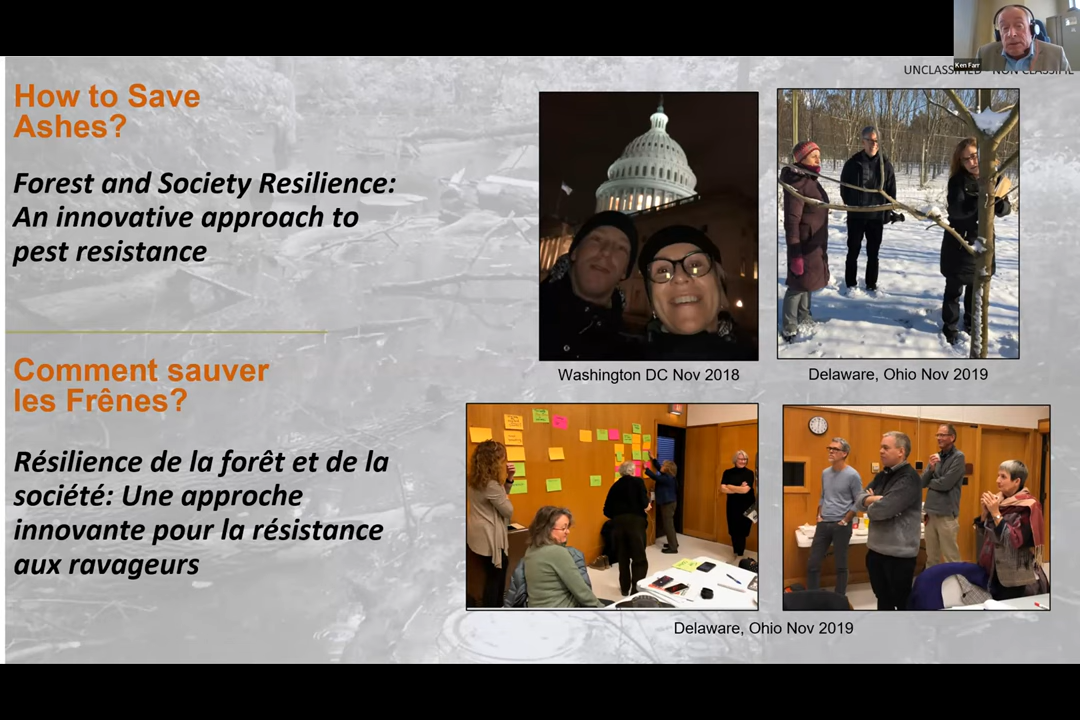 Ken Farr
UNCLASSIFIED - NON CLASSIFIÉ
How to Save
Ashes?
Forest and Society Resilience:
An innovative approach to
pest resistance
Comment sauver
les Frênes?
Résilience de la forêt et de la
société: Une approche
innovante pour la résistance
aux ravageurs
Washington DC Nov 2018
Delaware, Ohio Nov 2019
Delaware, Ohio Nov 2019